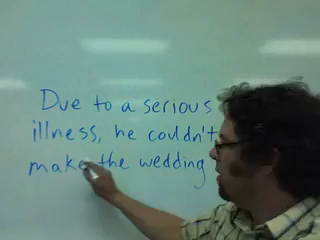 Due to a serious
illness, he couldn't
make the wedding